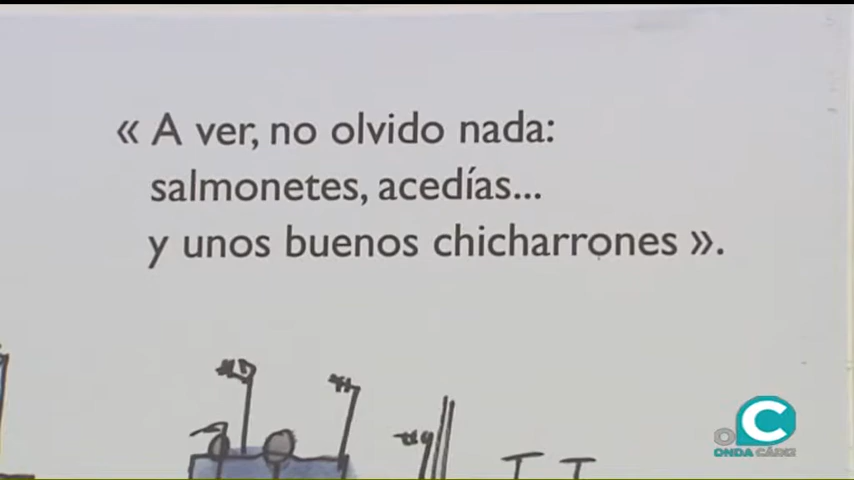 « A ver, no olvido nada:
salmonetes, acedías...
y unos buenos chicharrones ».
ONDA CÁDIZ